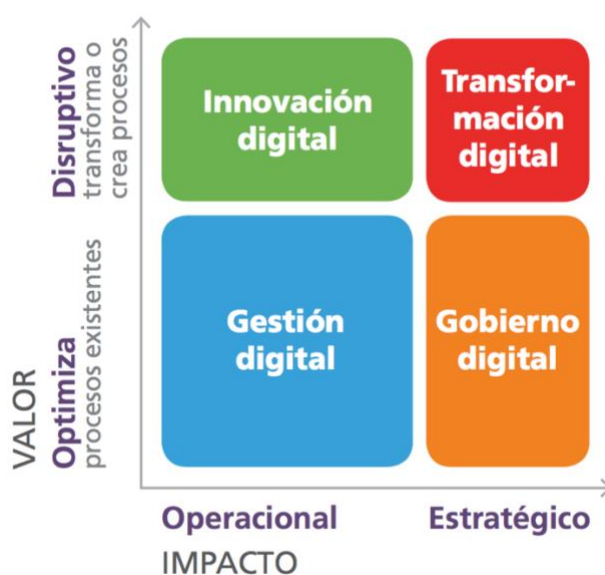 VALOR
Disruptivo
transforma o
crea procesos
Optimiza
procesos existentes
Innovación
digital
Transfor-
mación
digital
Gestión
digital
Gobierno
digital
Operacional
Estratégico
IMPACTO